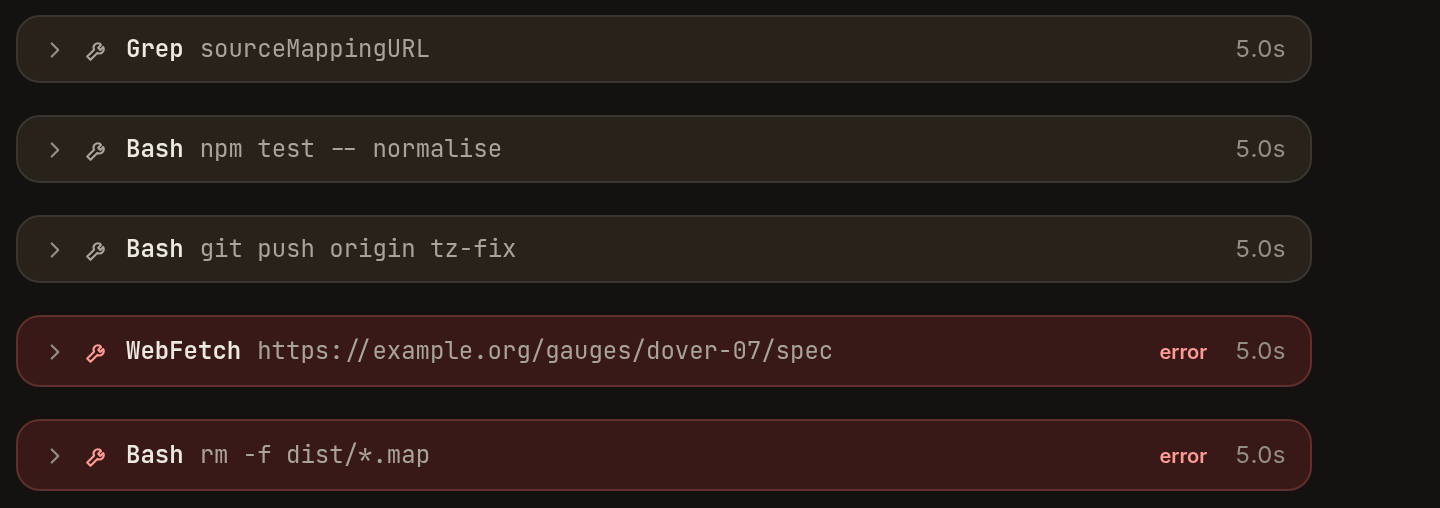 Grep sourceMappingURL 5.0s
Bash npm test -- normalise 5.0s
Bash git push origin tz-fix 5.0s
WebFetch https://example.org/gauges/dover-07/spec error 5.0s
Bash rm -f dist/*.map error 5.0s